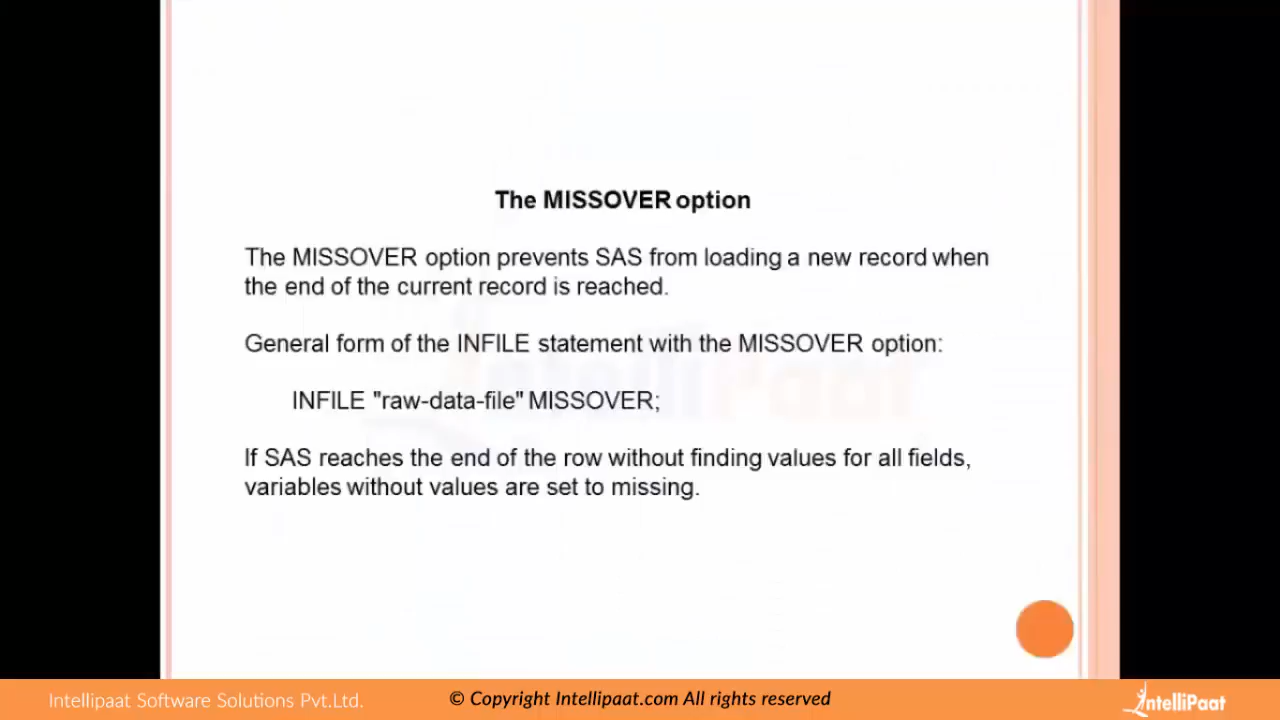 The MISSOVER option
The MISSOVER option prevents SAS from loading a new record when
the end of the current record is reached.
General form of the INFILE statement with the MISSOVER option:
INFILE "raw-data-file" MISSOVER;
If SAS reaches the end of the row without finding values for all fields,
variables without values are set to missing.
Intellipaat Software Solutions Pvt.Ltd.
© Copyright Intellipaat.com All rights reserved
IntelliPaat